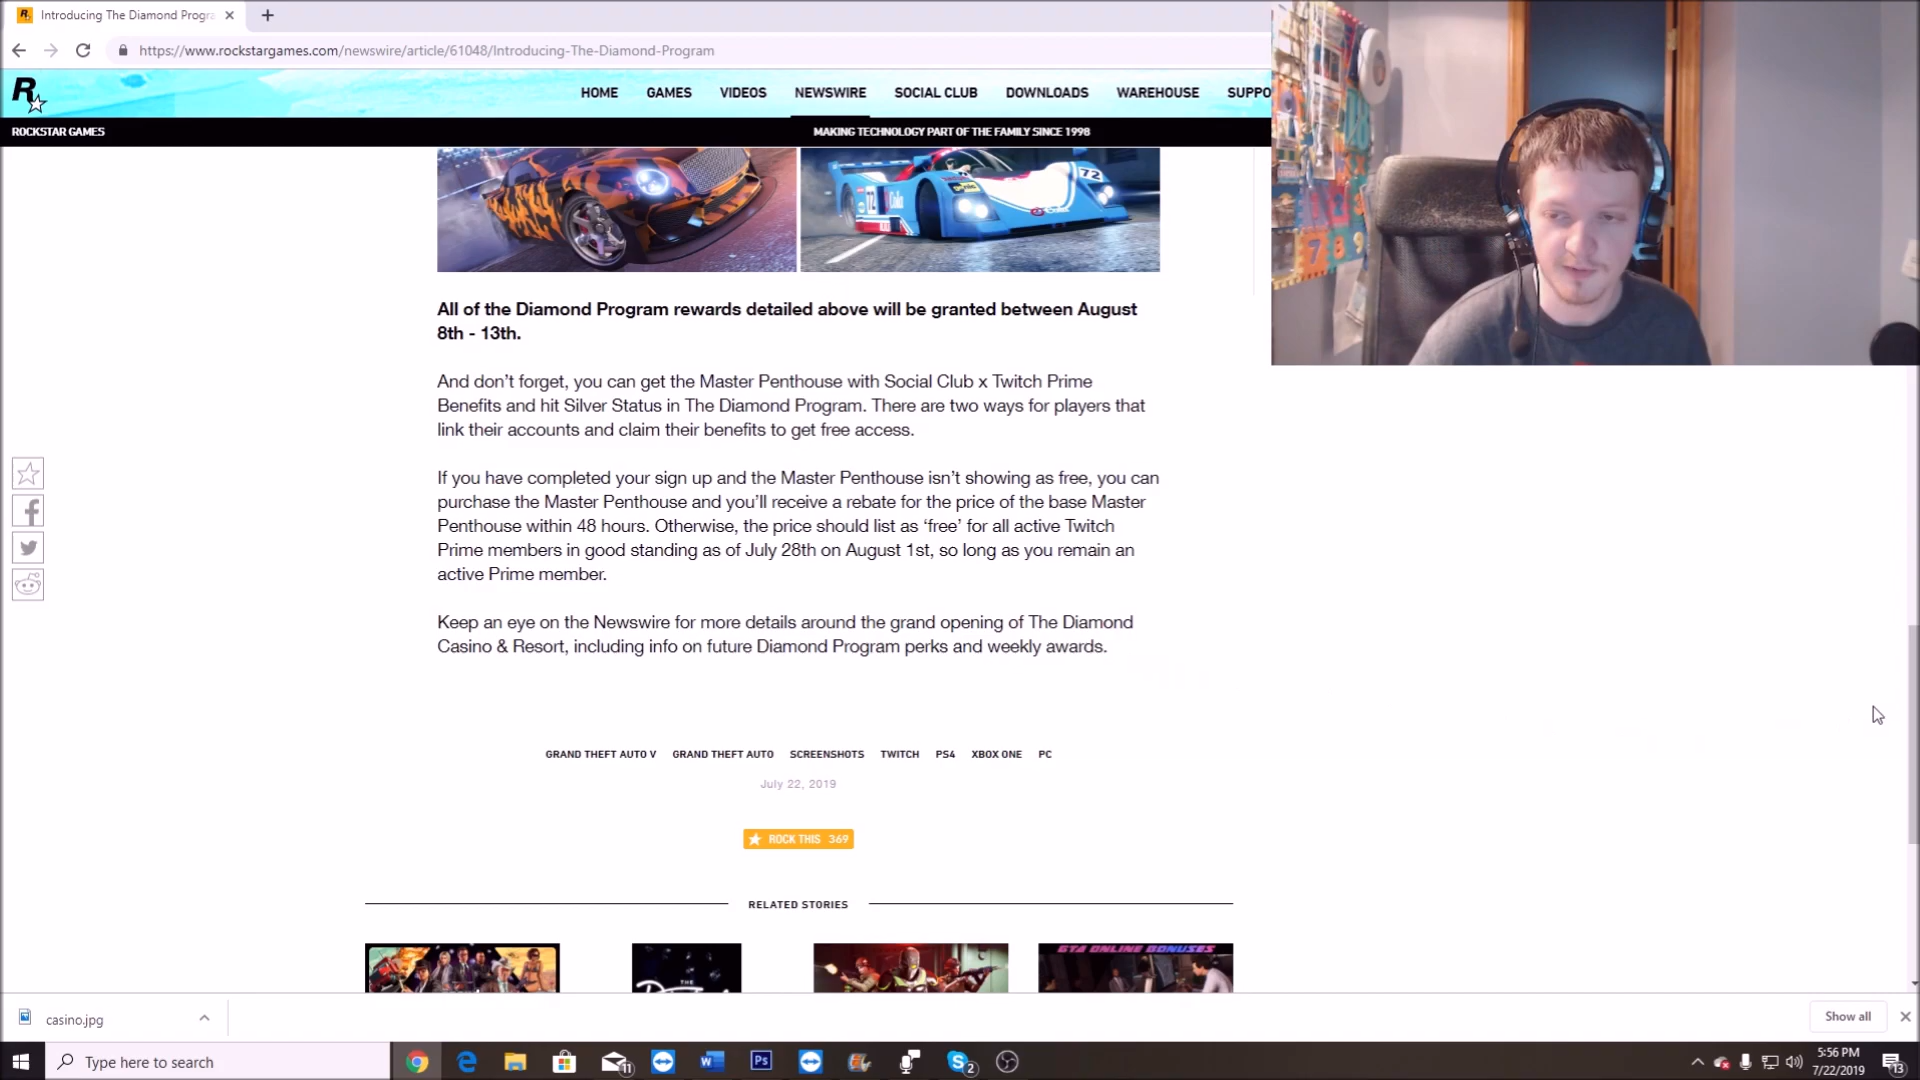 Introducing The Diamond Progra
https://www.rockstargames.com/newswire/article/61048/Introducing-The-Diamond-Program
R
HOME GAMES VIDEOS NEWSWIRE SOCIAL CLUB DOWNLOADS WAREHOUSE SUPPO
ROCKSTAR GAMES
MAKING TECHNOLOGY PART OF THE FAMILY SINCE 1998
72
All of the Diamond Program rewards detailed above will be granted between August
8th - 13th.
And don’t forget, you can get the Master Penthouse with Social Club x Twitch Prime
Benefits and hit Silver Status in The Diamond Program. There are two ways for players that
link their accounts and claim their benefits to get free access.
If you have completed your sign up and the Master Penthouse isn’t showing as free, you can
purchase the Master Penthouse and you’ll receive a rebate for the price of the base Master
Penthouse within 48 hours. Otherwise, the price should list as ‘free’ for all active Twitch
Prime members in good standing as of July 28th on August 1st, so long as you remain an
active Prime member.
Keep an eye on the Newswire for more details around the grand opening of The Diamond
Casino & Resort, including info on future Diamond Program perks and weekly awards.
GRAND THEFT AUTO V GRAND THEFT AUTO SCREENSHOTS TWITCH PS4 XBOX ONE PC
July 22, 2019
ROCK THIS 369
RELATED STORIES
THE
GTA ONLINE BONUSES
casino.jpg
Show all
Type here to search
11
2
5:56 PM
7/22/2019
13
7 8 9